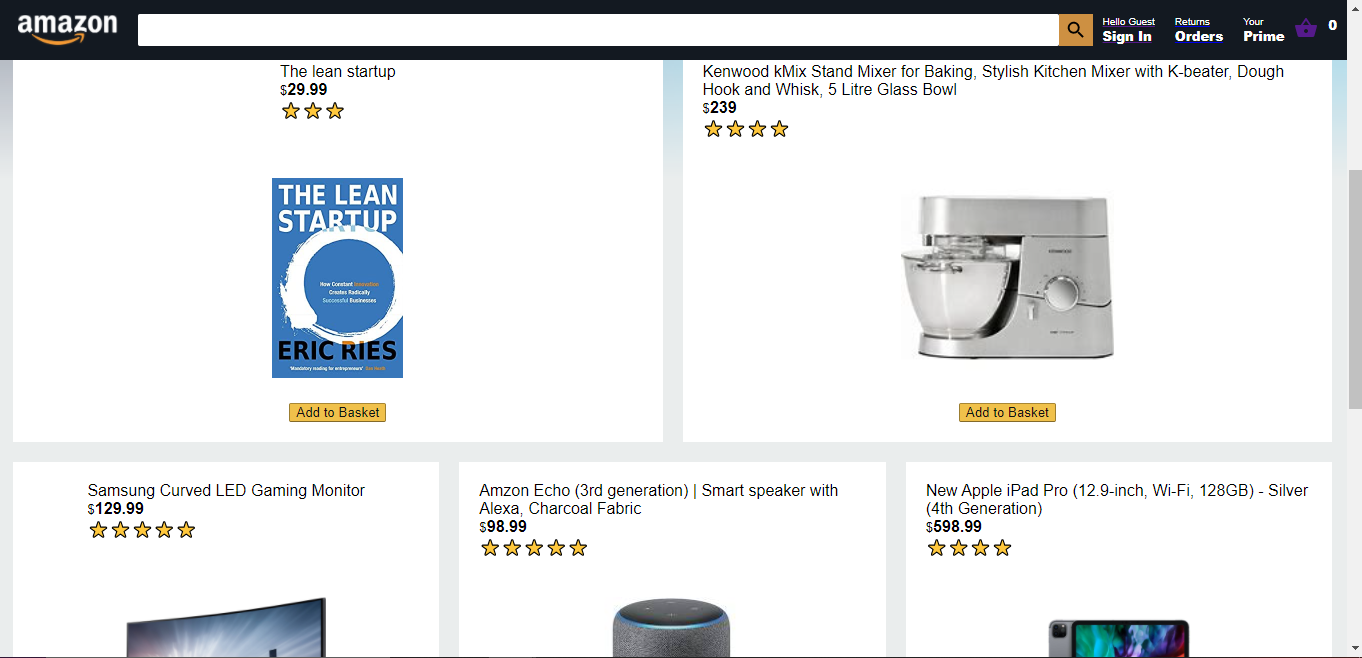 amazon
Hello Guest
Sign In
Returns
Orders
Your
Prime
0
The lean startup
$29.99
THE LEAN
STARTUP
How Constant Innovation
Creates Radically
Successful Businesses
ERIC RIES
'Mandatory reading for entrepreneurs'
Add to Basket
Kenwood kMix Stand Mixer for Baking, Stylish Kitchen Mixer with K-beater, Dough
Hook and Whisk, 5 Litre Glass Bowl
$239
KENWOOD
Add to Basket
Samsung Curved LED Gaming Monitor
$129.99
Amzon Echo (3rd generation) | Smart speaker with
Alexa, Charcoal Fabric
$98.99
New Apple iPad Pro (12.9-inch, Wi-Fi, 128GB) - Silver
(4th Generation)
$598.99